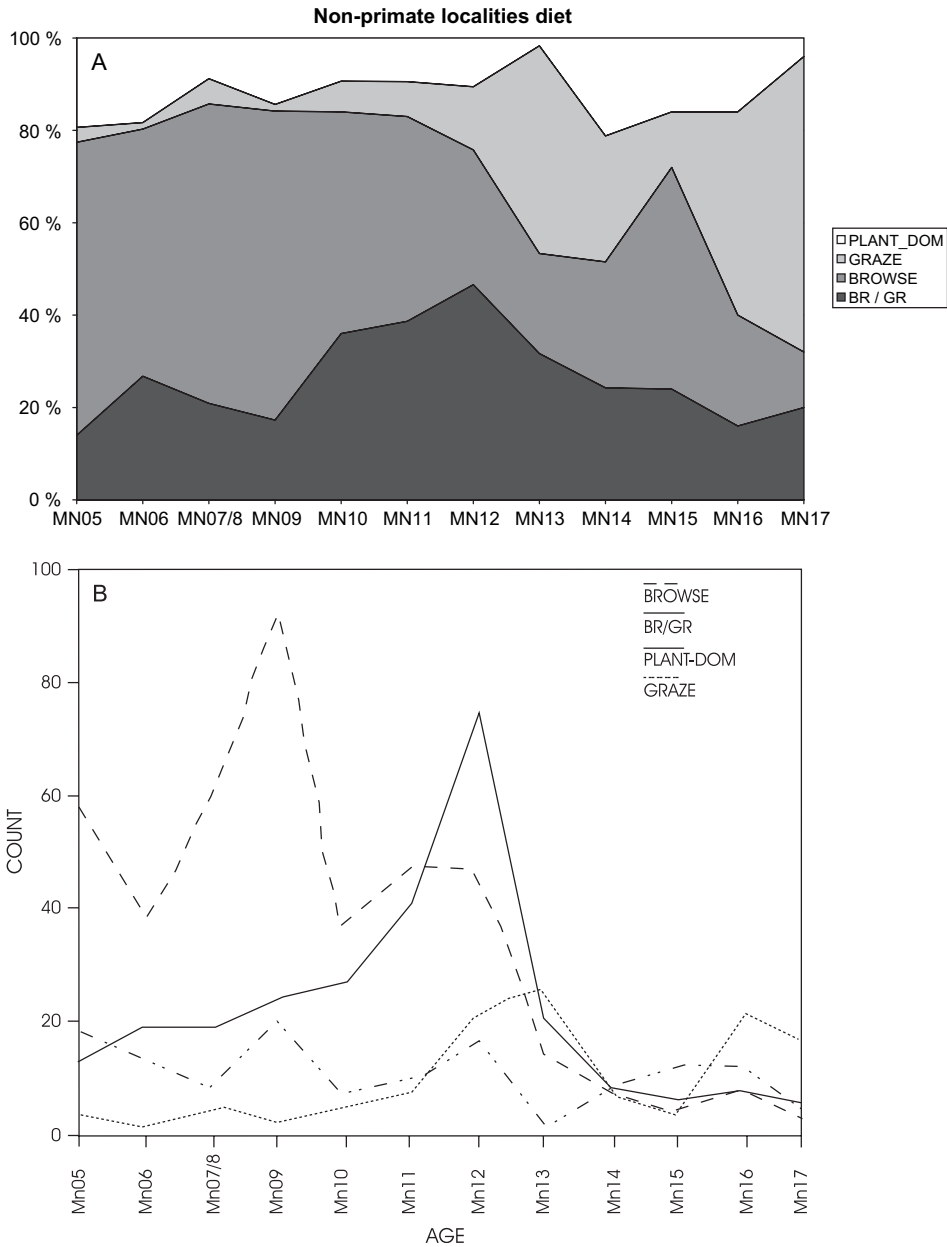 Non-primate localities diet
100 %
A
80 %
60 %
40 %
20 %
0 %
MN05 MN06 MN07/8 MN09 MN10 MN11 MN12 MN13 MN14 MN15 MN16 MN17
PLANT_DOM
GRAZE
BROWSE
BR / GR
100
B
80
60
40
20
0
COUNT
BROWSE
BR/GR
PLANT-DOM
GRAZE
Mn05
Mn06
Mn07/8
Mn09
Mn10
Mn11
Mn12
Mn13
Mn14
Mn15
Mn16
Mn17
AGE